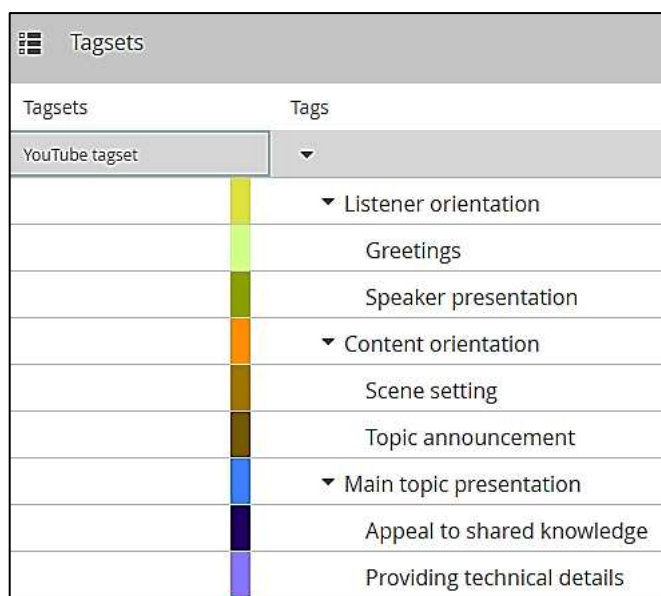 Tagsets
Tagsets Tags
YouTube tagset
Listener orientation
Greetings
Speaker presentation
Content orientation
Scene setting
Topic announcement
Main topic presentation
Appeal to shared knowledge
Providing technical details